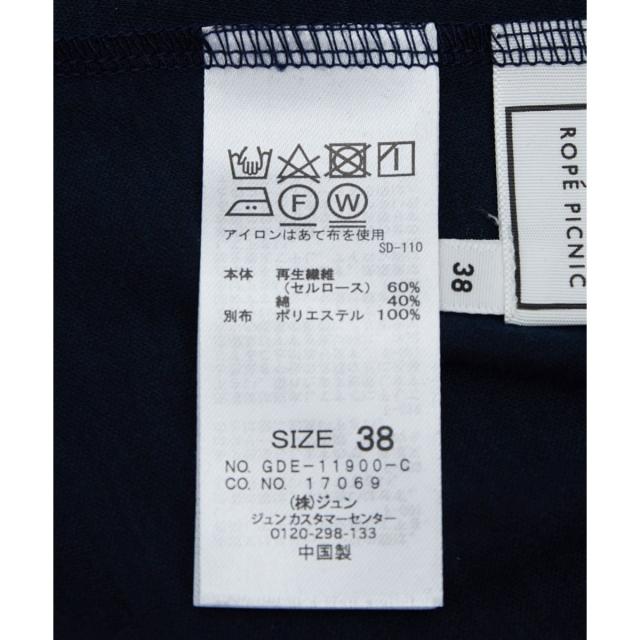 F W
アイロンはあて布を使用
SD-110
本体 再生繊維
(セルロース) 60%
綿 40%
別布 ポリエステル 100%
SIZE 38
NO. GDE-11900-C
CO. NO. 17069
(株)ジュン
ジュンカスタマーセンター
0120-298-133
中国製
38
ROPÉ PICNIC